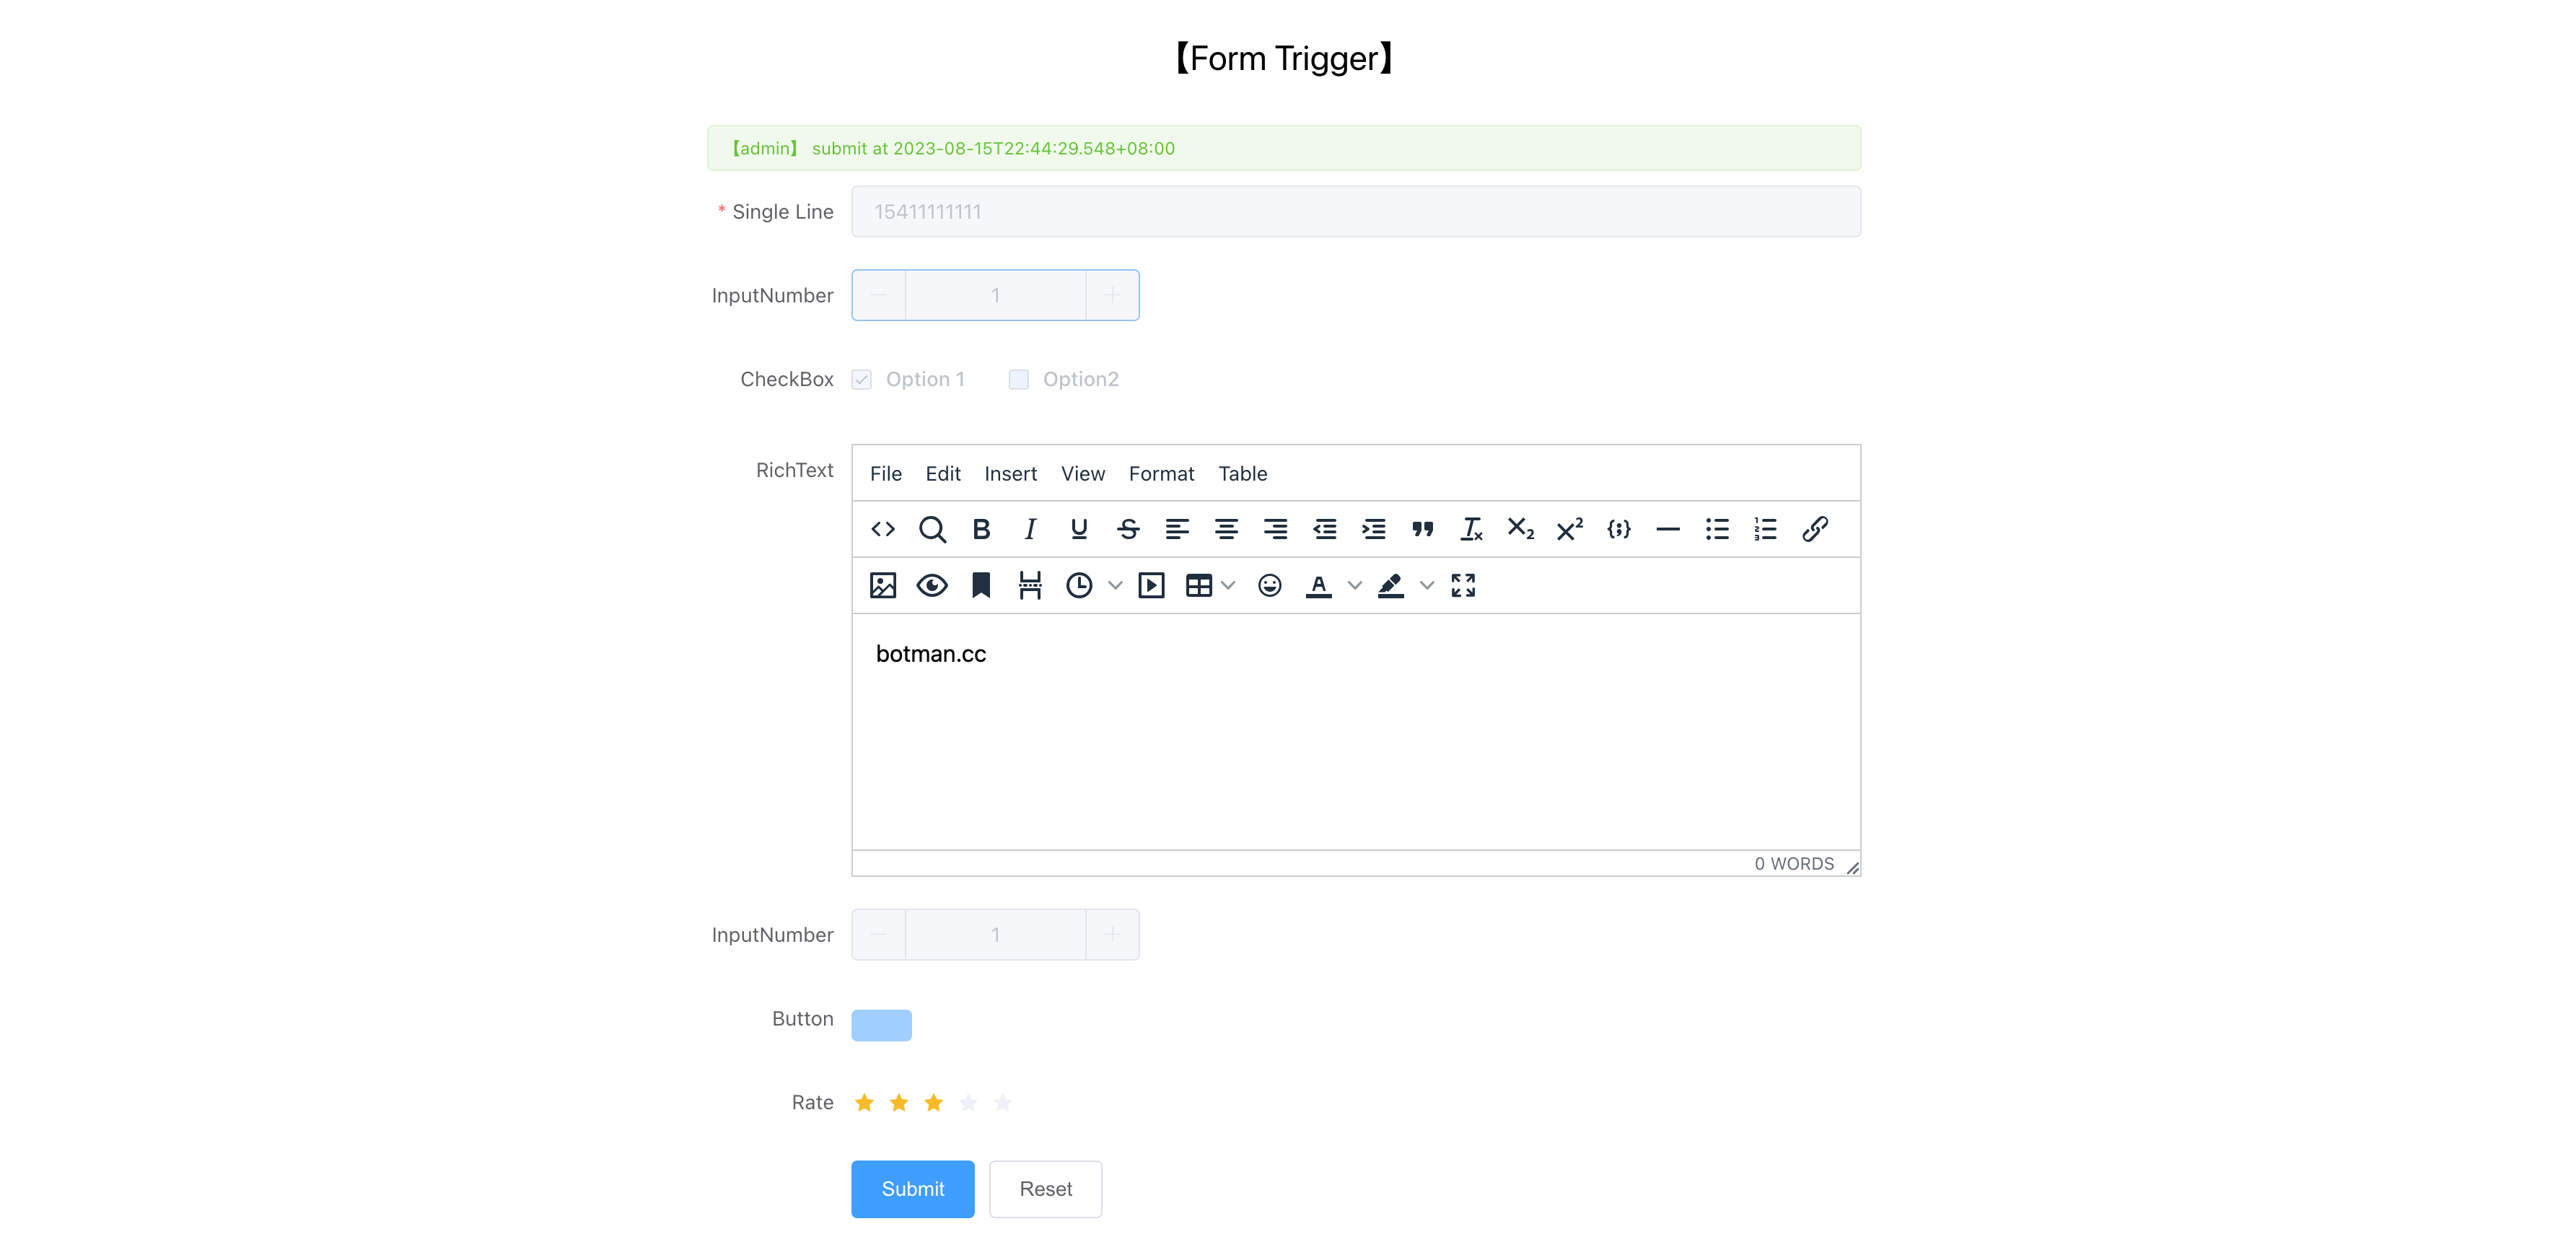 【Form Trigger】
【admin】 submit at 2023-08-15T22:44:29.548+08:00
* Single Line 15411111111
InputNumber 1
CheckBox Option 1 Option2
RichText File Edit Insert View Format Table
botman.cc
0 WORDS
InputNumber 1
Button
Rate
Submit Reset